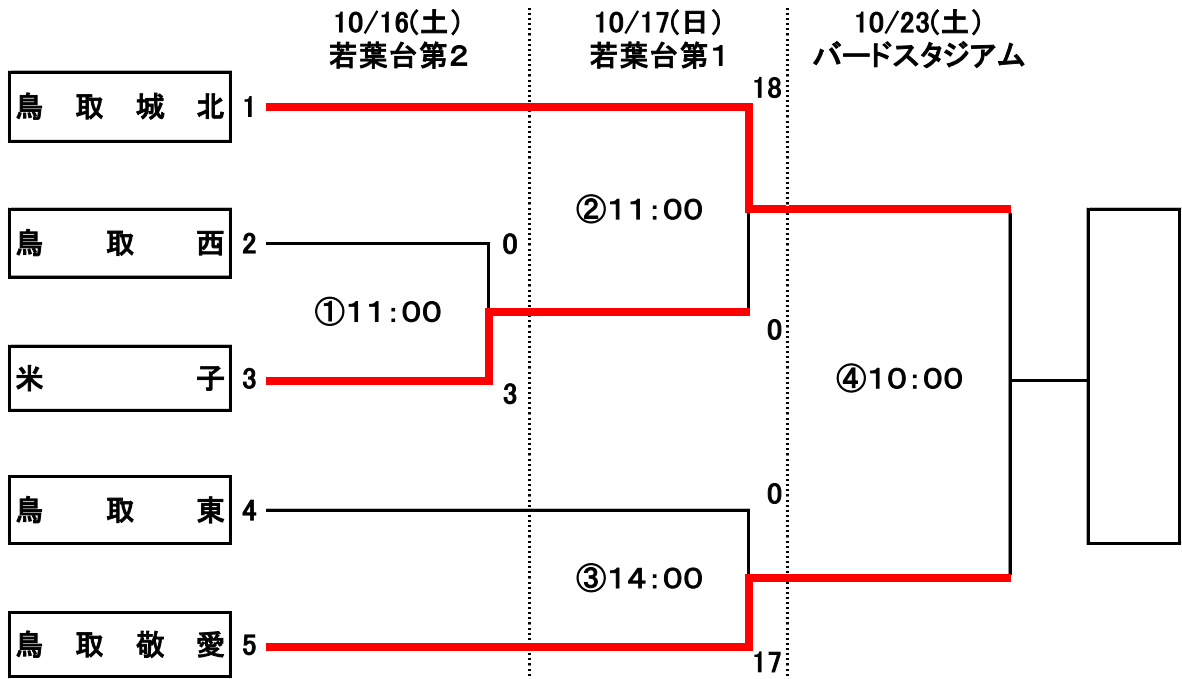 10/16(土)
若葉台第２
10/17(日)
若葉台第１
10/23(土)
バードスタジアム
18
鳥取城北 1
②11：00
鳥取西 2
0
①11：00
0
米子 3
3
④10：00
0
鳥取東 4
③14：00
鳥取敬愛 5
17